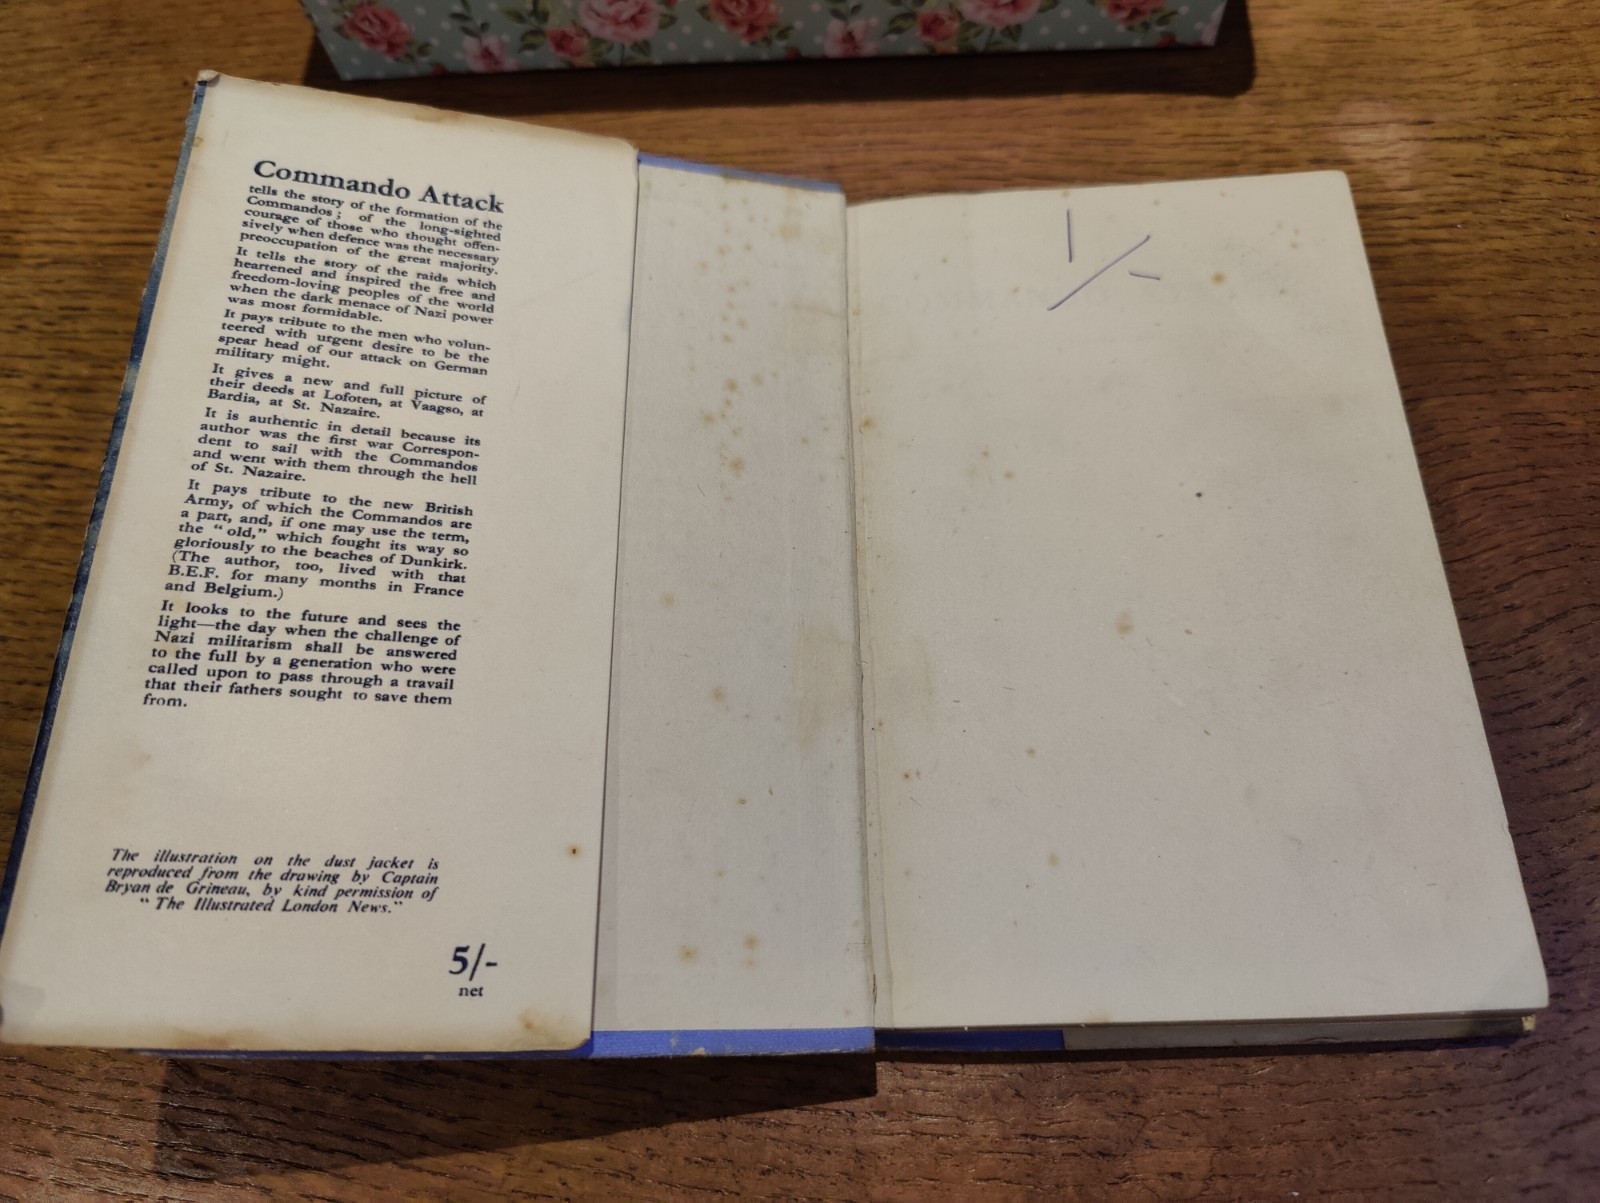 Commando Attack
tells the story of the formation of the
Commandos; of the long-sighted
courage of those who thought offen-
sively when defence was the necessary
preoccupation of the great majority.
It tells the story of the raids which
heartened and inspired the free and
freedom-loving peoples of the world
when the dark menace of Nazi power
was most formidable.
It pays tribute to the men who volun-
teered with urgent desire to be the
spear head of our attack on German
military might.
It gives a new and full picture of
their deeds at Lofoten, at Vaagso, at
Bardia, at St. Nazaire.
It is authentic in detail because its
author was the first war Correspon-
dent to sail with the Commandos
and went with them through the hell
of St. Nazaire.
It pays tribute to the new British
Army, of which the Commandos are
a part, and, if one may use the term,
the "old," which fought its way so
gloriously to the beaches of Dunkirk.
(The author, too, lived with that
B.E.F. for many months in France
and Belgium.)
It looks to the future and sees the
light—the day when the challenge of
Nazi militarism shall be answered
to the full by a generation who were
called upon to pass through a travail
that their fathers sought to save them
from.
The illustration on the dust jacket is
reproduced from the drawing by Captain
Bryan de Grineau, by kind permission of
"The Illustrated London News."
5/-
net
1/-